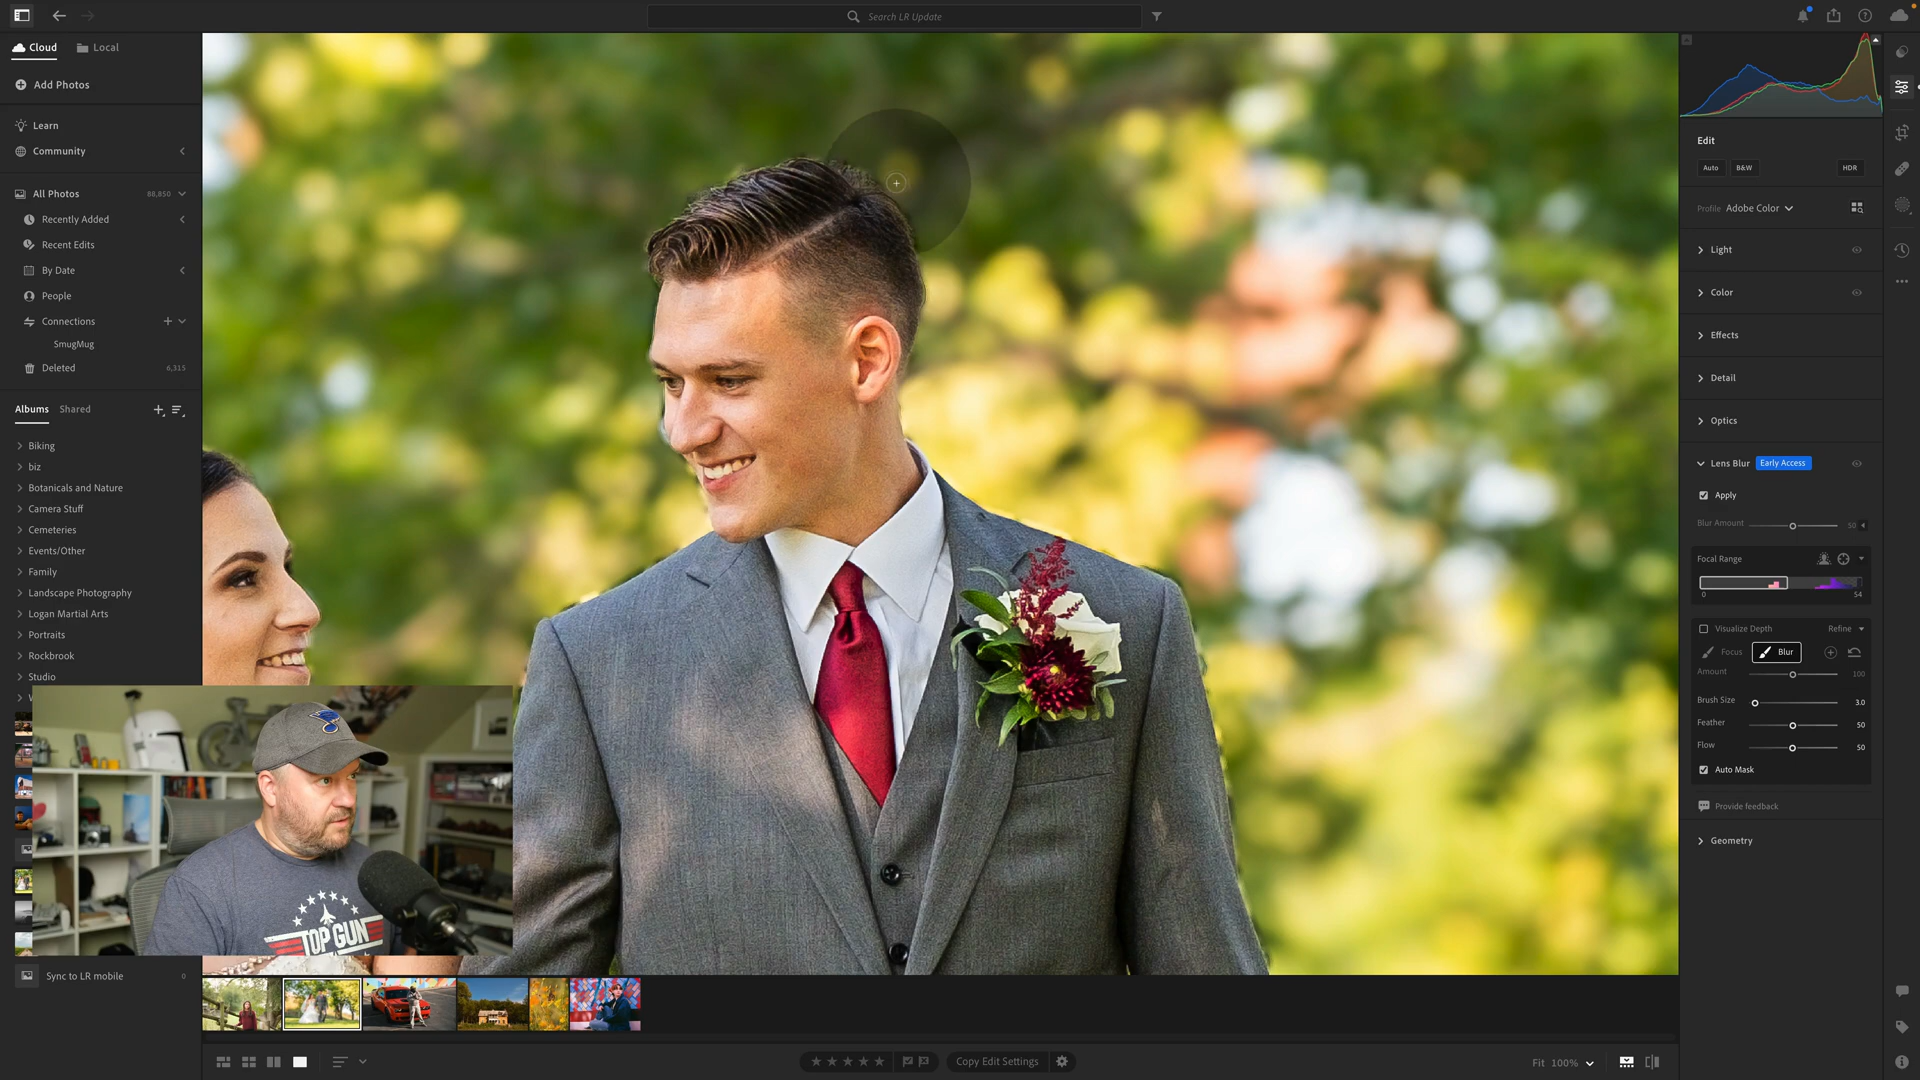 Search LR Update
Cloud
Local
Add Photos
Learn
Community
All Photos 88,850
Recently Added
Recent Edits
By Date
People
Connections
SmugMug
Deleted 6,315
Albums Shared
Biking
biz
Botanicals and Nature
Camera Stuff
Cemeteries
Events/Other
Family
Landscape Photography
Logan Martial Arts
Portraits
Rockbrook
Studio
TOP GUN
Sync to LR mobile 0
Copy Edit Settings
Fit 100%
Edit
Auto B&W HDR
Profile Adobe Color
Light
Color
Effects
Detail
Optics
Lens Blur Early Access
Apply
Blur Amount 50
Focal Range
0 54
Visualize Depth Refine
Focus Blur
Amount 100
Brush Size 3.0
Feather 50
Flow 50
Auto Mask
Provide feedback
Geometry